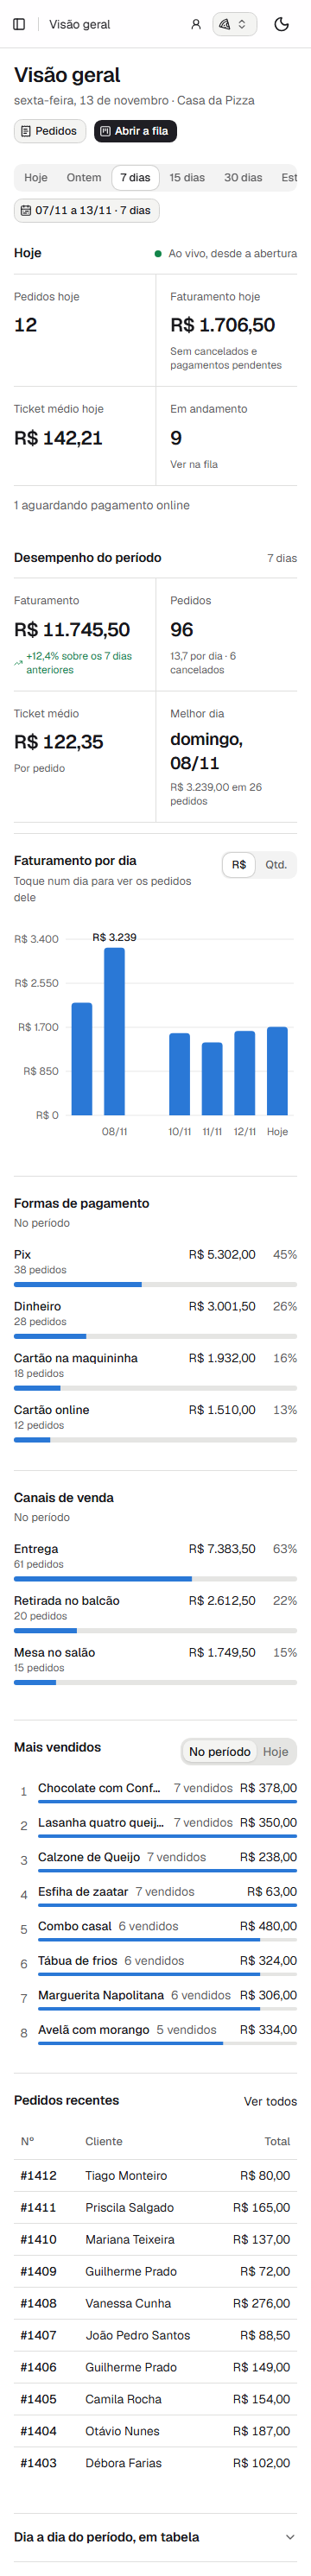 Visão geral
Visão geral
sexta-feira, 13 de novembro · Casa da Pizza
Pedidos
Abrir a fila
Hoje Ontem 7 dias 15 dias 30 dias Est
07/11 a 13/11 · 7 dias
Hoje
Ao vivo, desde a abertura
Pedidos hoje
12
Faturamento hoje
R$ 1.706,50
Sem cancelados e
pagamentos pendentes
Ticket médio hoje
R$ 142,21
Em andamento
9
Ver na fila
1 aguardando pagamento online
Desempenho do período
7 dias
Faturamento
R$ 11.745,50
+12,4% sobre os 7 dias
anteriores
Pedidos
96
13,7 por dia · 6
cancelados
Ticket médio
R$ 122,35
Por pedido
Melhor dia
domingo,
08/11
R$ 3.239,00 em 26
pedidos
Faturamento por dia
Toque num dia para ver os pedidos
dele
R$ Qtd.
R$ 3.400
R$ 3.239
R$ 2.550
R$ 1.700
R$ 850
R$ 0
08/11 10/11 11/11 12/11 Hoje
Formas de pagamento
No período
Pix R$ 5.302,00 45%
38 pedidos
Dinheiro R$ 3.001,50 26%
28 pedidos
Cartão na maquininha R$ 1.932,00 16%
18 pedidos
Cartão online R$ 1.510,00 13%
12 pedidos
Canais de venda
No período
Entrega R$ 7.383,50 63%
61 pedidos
Retirada no balcão R$ 2.612,50 22%
20 pedidos
Mesa no salão R$ 1.749,50 15%
15 pedidos
Mais vendidos
No período Hoje
1 Chocolate com Conf... 7 vendidos R$ 378,00
2 Lasanha quatro queij... 7 vendidos R$ 350,00
3 Calzone de Queijo 7 vendidos R$ 238,00
4 Esfiha de zaatar 7 vendidos R$ 63,00
5 Combo casal 6 vendidos R$ 480,00
6 Tábua de frios 6 vendidos R$ 324,00
7 Marguerita Napolitana 6 vendidos R$ 306,00
8 Avelã com morango 5 vendidos R$ 334,00
Pedidos recentes
Ver todos
Nº Cliente Total
#1412 Tiago Monteiro R$ 80,00
#1411 Priscila Salgado R$ 165,00
#1410 Mariana Teixeira R$ 137,00
#1409 Guilherme Prado R$ 72,00
#1408 Vanessa Cunha R$ 276,00
#1407 João Pedro Santos R$ 88,50
#1406 Guilherme Prado R$ 149,00
#1405 Camila Rocha R$ 154,00
#1404 Otávio Nunes R$ 187,00
#1403 Débora Farias R$ 102,00
Dia a dia do período, em tabela